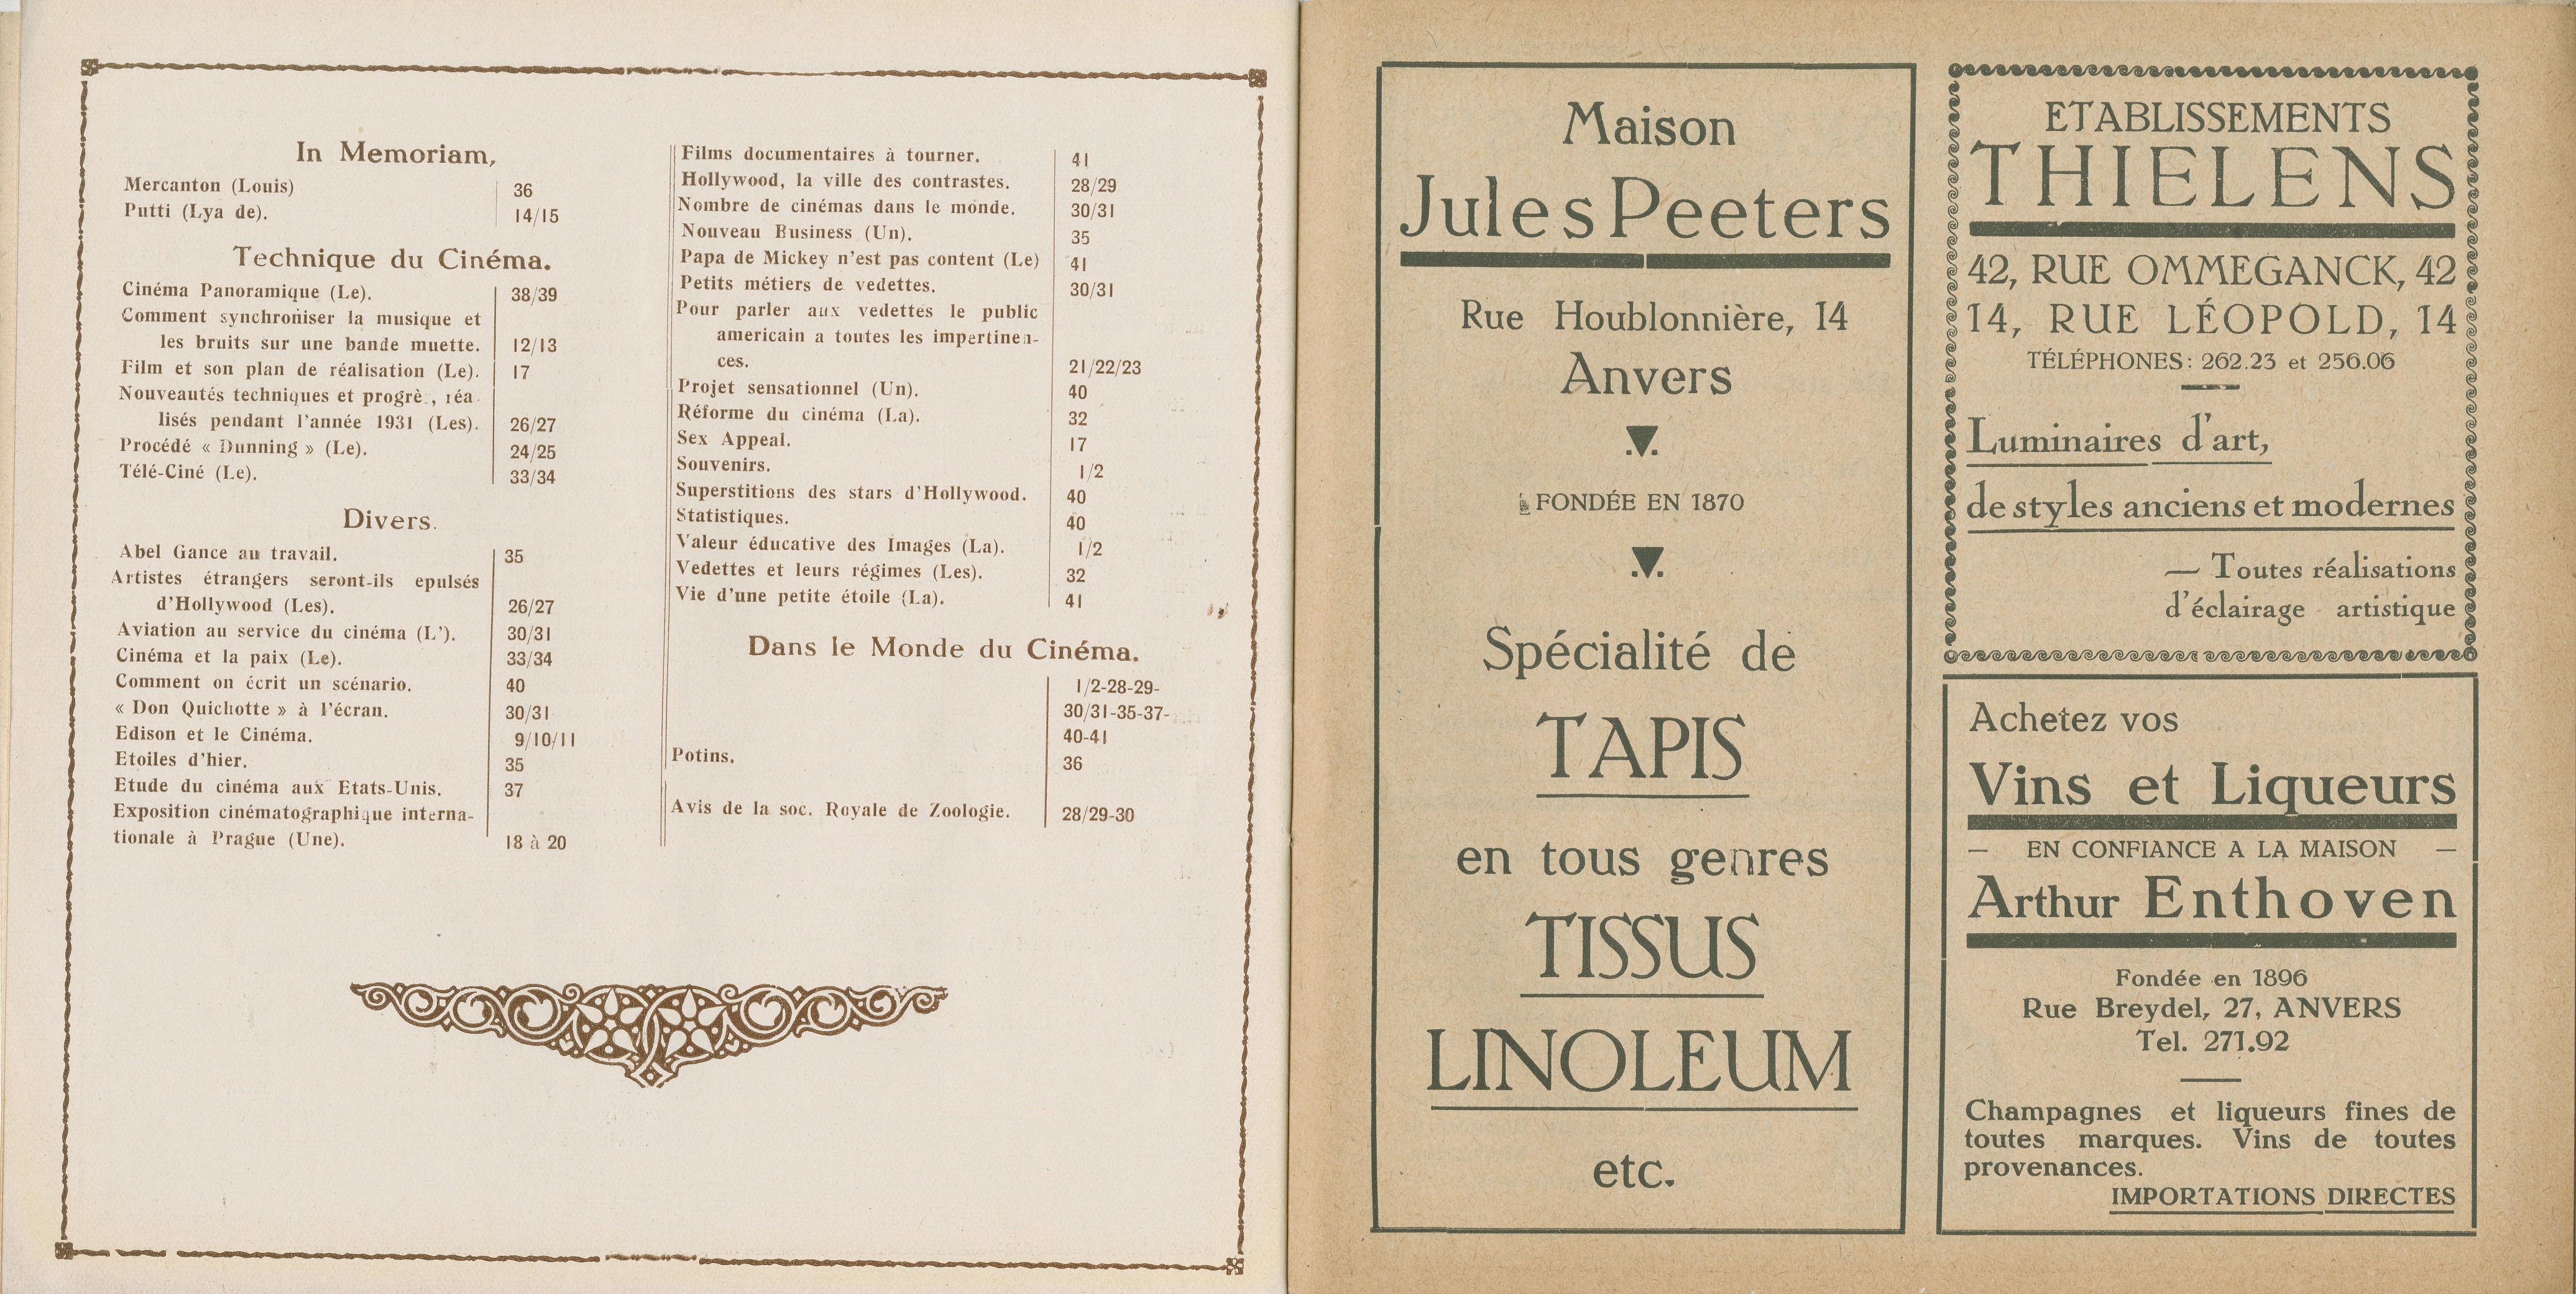 In Memoriam,
Mercanton (Louis) 36
Putti (Lya de). 14/15
Technique du Cinéma.
Cinéma Panoramique (Le). 38/39
Comment synchroniser la musique et
les bruits sur une bande muette. 12/13
Film et son plan de réalisation (Le). 17
Nouveautés techniques et progrè , réa-
lisés pendant l'année 1931 (Les). 26/27
Procédé « Dunning » (Le). 24/25
Télé-Ciné (Le). 33/34
Divers.
Abel Gance au travail. 35
Artistes étrangers seront-ils epulsés
d'Hollywood (Les). 26/27
Aviation au service du cinéma (L'). 30/31
Cinéma et la paix (Le). 33/34
Comment on écrit un scénario. 40
« Don Quichotte » à l'écran. 30/31
Edison et le Cinéma. 9/10/11
Etoiles d'hier. 35
Etude du cinéma aux Etats-Unis. 37
Exposition cinématographique interna-
tionale à Prague (Une). 18 à 20
Films documentaires à tourner. 41
Hollywood, la ville des contrastes. 28/29
Nombre de cinémas dans le monde. 30/31
Nouveau Business (Un). 35
Papa de Mickey n'est pas content (Le) 41
Petits métiers de vedettes. 30/31
Pour parler aux vedettes le public
americain a toutes les impertinen-
ces. 21/22/23
Projet sensationnel (Un). 40
Réforme du cinéma (La). 32
Sex Appeal. 17
Souvenirs. 1/2
Superstitions des stars d'Hollywood. 40
Statistiques. 40
Valeur éducative des Images (La). 1/2
Vedettes et leurs régimes (Les). 32
Vie d'une petite étoile (La). 41
Dans le Monde du Cinéma.
1/2-28-29-
30/31-35-37-
40-41
Potins. 36
Avis de la soc. Royale de Zoologie. 28/29-30
Maison
Jules Peeters
Rue Houblonnière, 14
Anvers
FONDÉE EN 1870
Spécialité de
TAPIS
en tous genres
TISSUS
LINOLEUM
etc.
ETABLISSEMENTS
THIELENS
42, RUE OMMEGANCK, 42
14, RUE LÉOPOLD, 14
TÉLÉPHONES: 262.23 et 256.06
Luminaires d'art,
de styles anciens et modernes
— Toutes réalisations
d'éclairage artistique
Achetez vos
Vins et Liqueurs
— EN CONFIANCE A LA MAISON —
Arthur Enthoven
Fondée en 1896
Rue Breydel, 27, ANVERS
Tel. 271.92
Champagnes et liqueurs fines de
toutes marques. Vins de toutes
provenances.
IMPORTATIONS DIRECTES